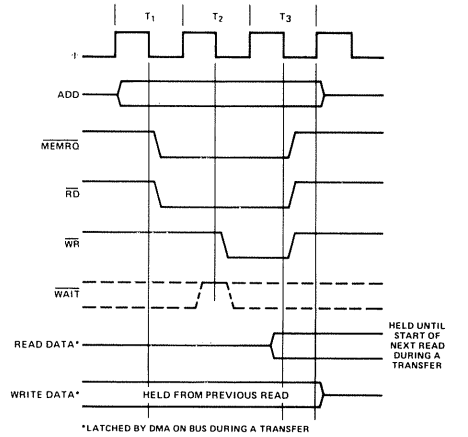 T1 T2 T3
ADD
MEMRQ
RD
WR
WAIT
READ DATA*
HELD UNTIL
START OF
NEXT READ
DURING A
TRANSFER
WRITE DATA*
HELD FROM PREVIOUS READ
*LATCHED BY DMA ON BUS DURING A TRANSFER